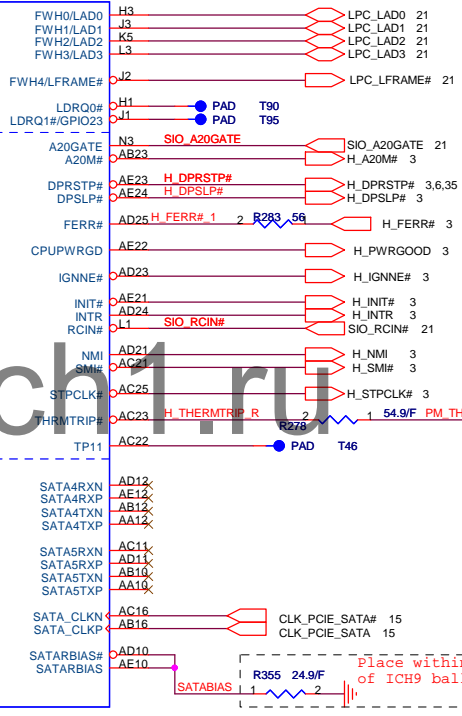 FWH0/LAD0 H3 LPC_LAD0 21
FWH1/LAD1 J3 LPC_LAD1 21
FWH2/LAD2 K5 LPC_LAD2 21
FWH3/LAD3 L3 LPC_LAD3 21
FWH4/LFRAME# J2 LPC_LFRAME# 21
LDRQ0# H1 PAD T90
LDRQ1#/GPIO23 J1 PAD T95
A20GATE N3 SIO_A20GATE SIO_A20GATE 21
A20M# AB23 H_A20M# 3
DPRSTP# AE23 H_DPRSTP# H_DPRSTP# 3,6,35
DPSLP# AE24 H_DPSLP# H_DPSLP# 3
FERR# AD25 H_FERR#_1 2 R283 56 1 H_FERR# 3
CPUPWRGD AE22 H_PWRGOOD 3
IGNNE# AD23 H_IGNNE# 3
INIT# AE21 H_INIT# 3
INTR AD24 H_INTR 3
RCIN# L1 SIO_RCIN# SIO_RCIN# 21
NMI AD21 H_NMI 3
SMI# AC21 H_SMI# 3
ch1.ru
STPCLK# AC25 H_STPCLK# 3
THRMTRIP# AC23 H_THERMTRIP_R 2 R278 1 54.9/F PM_TH
TP11 AC22 PAD T46
SATA4RXN AD12
SATA4RXP AE12
SATA4TXN AB12
SATA4TXP AA12
SATA5RXN AC11
SATA5RXP AD11
SATA5TXN AB10
SATA5TXP AA10
SATA_CLKN AC16 CLK_PCIE_SATA# 15
SATA_CLKP AB16 CLK_PCIE_SATA 15
SATARBIAS# AD10
SATARBIAS AE10
Place within
of ICH9 ball
SATABIAS 1 R355 24.9/F 2